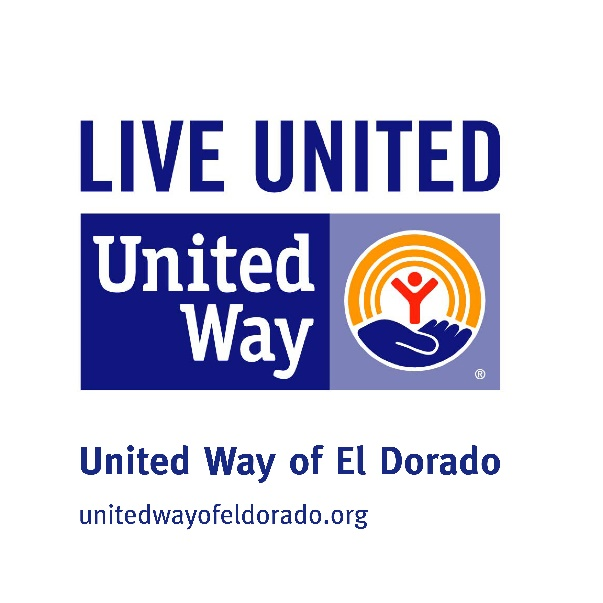 LIVE UNITED
United
Way
®
United Way of El Dorado
unitedwayofeldorado.org